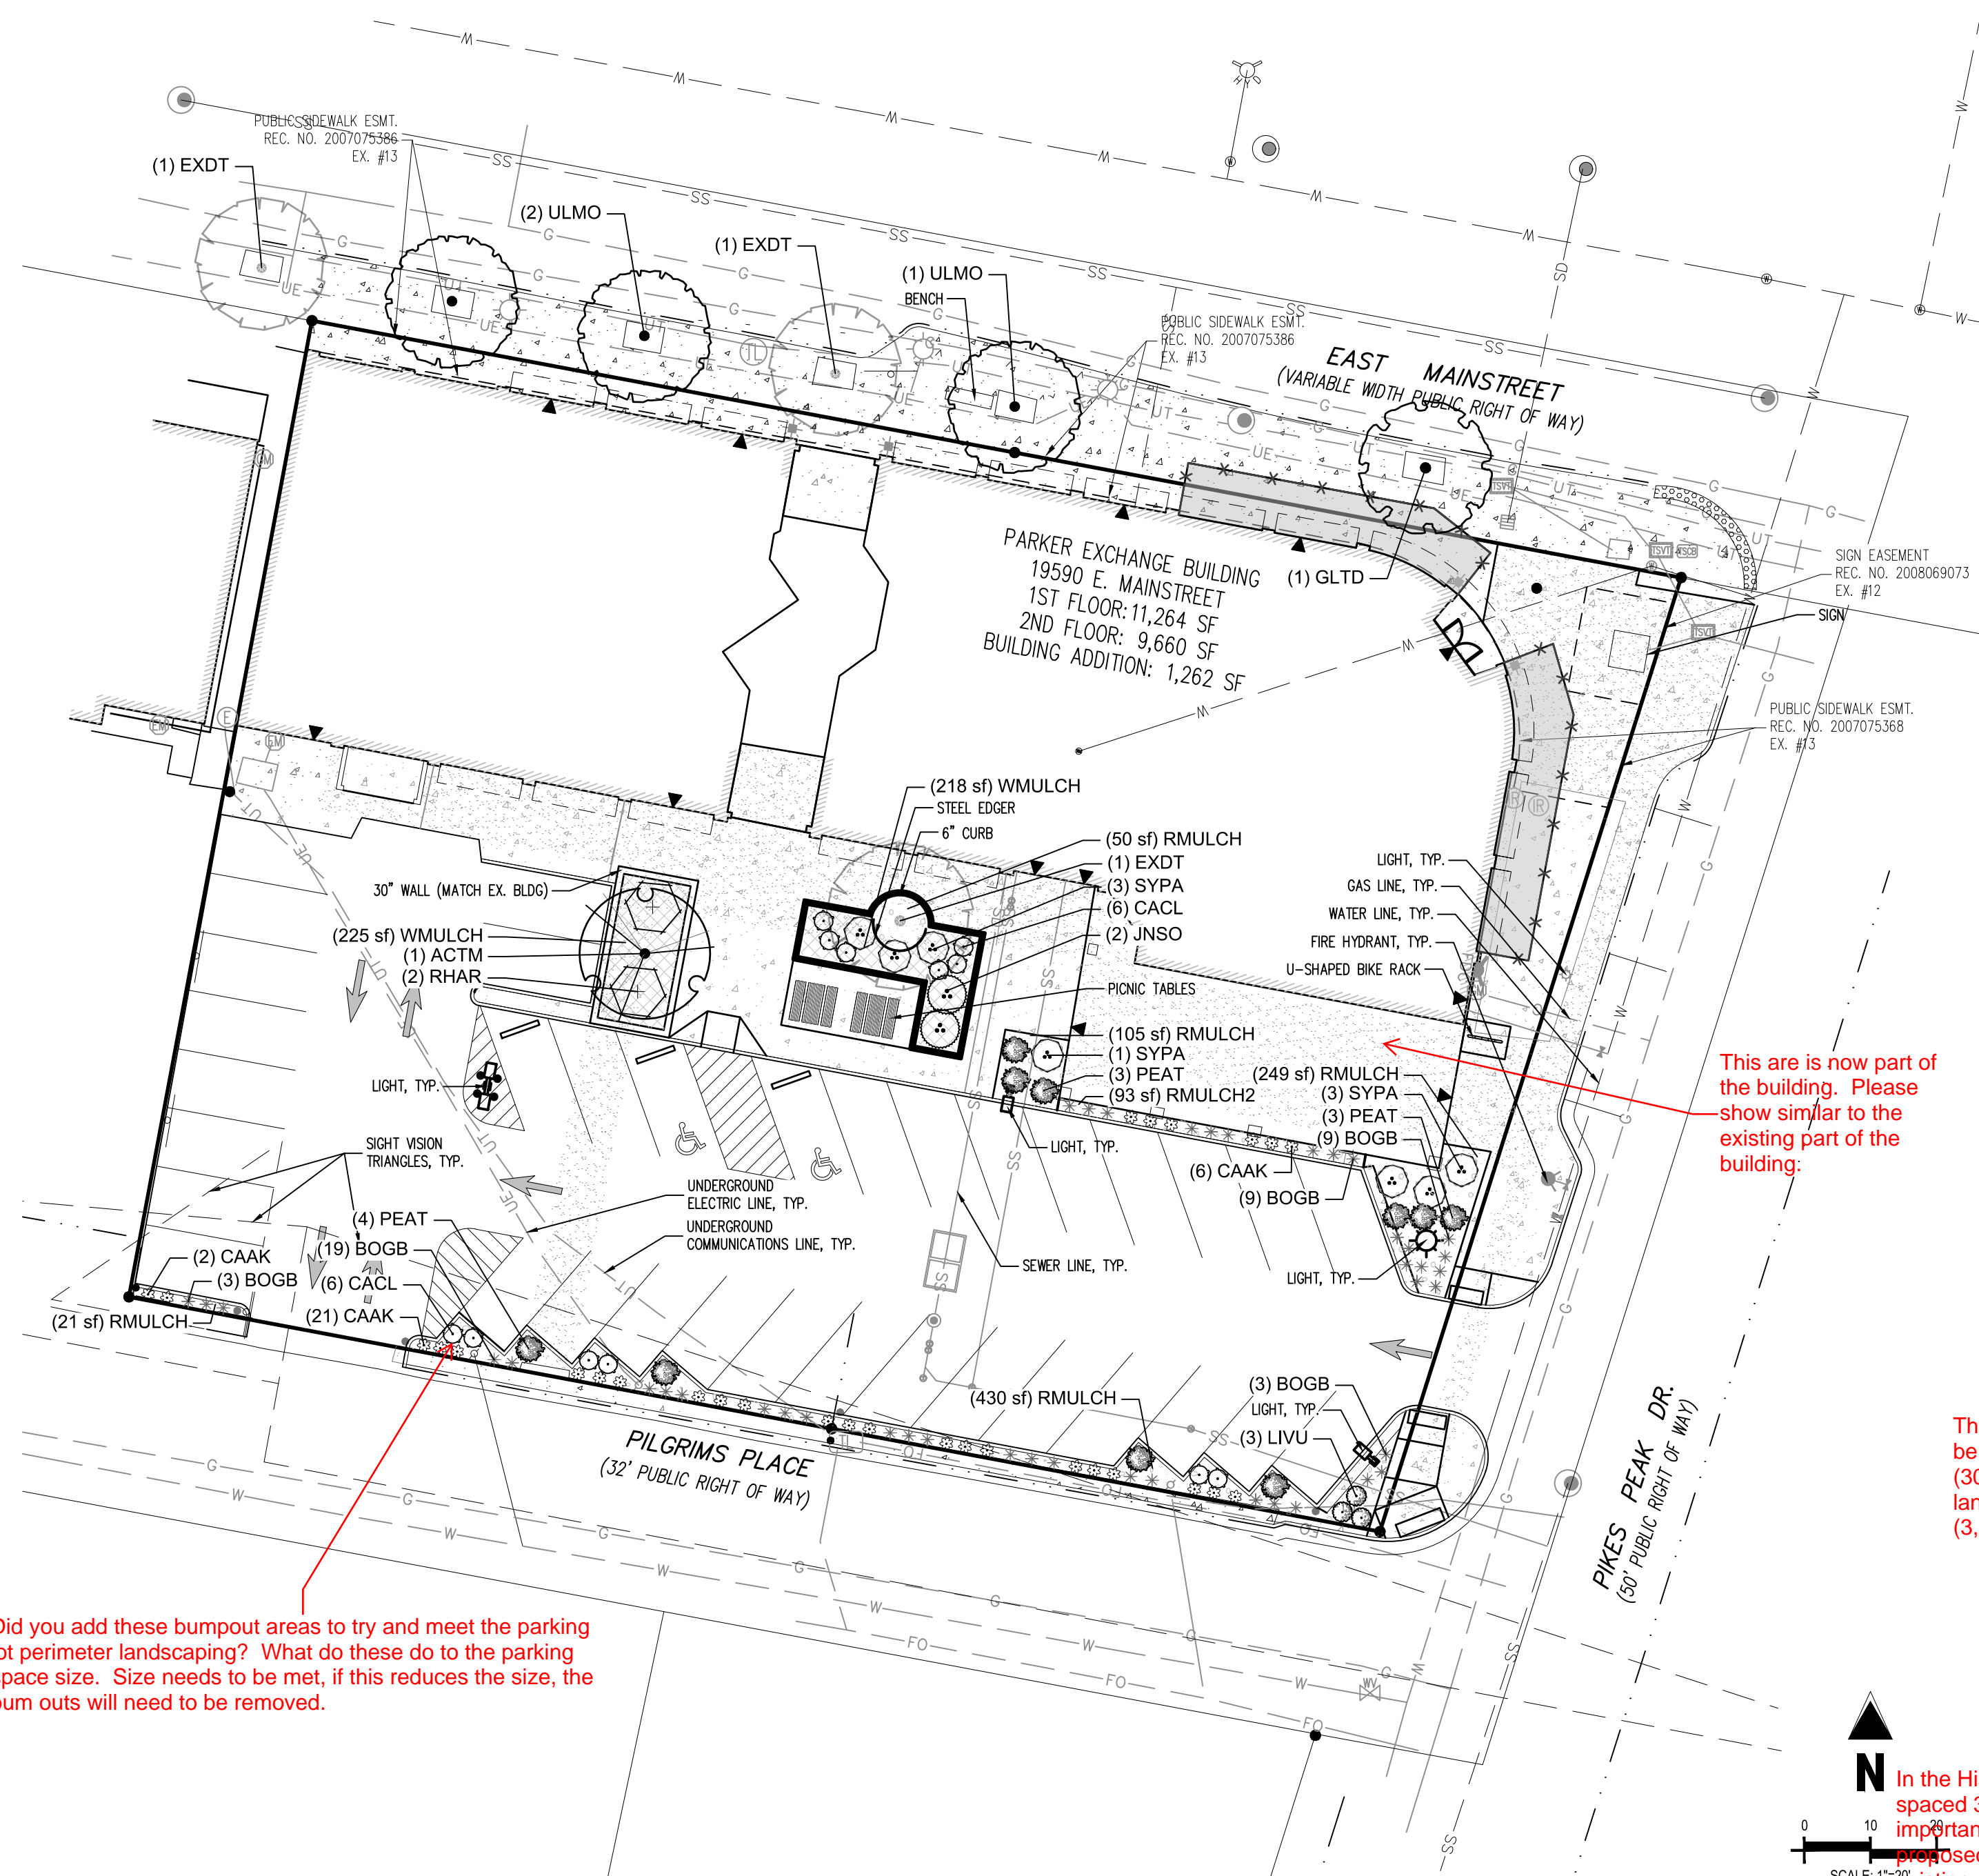 PUBLIC SIDEWALK ESMT.
REC. NO. 2007075386
EX. #13
(1) EXDT
(2) ULMO
(1) EXDT
(1) ULMO
BENCH
PUBLIC SIDEWALK ESMT.
REC. NO. 2007075386
EX. #13
EAST MAINSTREET
(VARIABLE WIDTH PUBLIC RIGHT OF WAY)
PARKER EXCHANGE BUILDING
19590 E. MAINSTREET
1ST FLOOR:11,264 SF
2ND FLOOR: 9,660 SF
BUILDING ADDITION: 1,262 SF
(1) GLTD
SIGN EASEMENT
REC. NO. 2008069073
EX. #12
SIGN
PUBLIC SIDEWALK ESMT.
REC. NO. 2007075368
EX. #13
(218 sf) WMULCH
STEEL EDGER
6" CURB
(50 sf) RMULCH
(1) EXDT
(3) SYPA
(6) CACL
(2) JNSO
PICNIC TABLES
30" WALL (MATCH EX. BLDG)
(225 sf) WMULCH
(1) ACTM
(2) RHAR
LIGHT, TYP.
GAS LINE, TYP.
WATER LINE, TYP.
FIRE HYDRANT, TYP.
U-SHAPED BIKE RACK
(105 sf) RMULCH
(1) SYPA
(3) PEAT
(93 sf) RMULCH2
(249 sf) RMULCH
(3) SYPA
(3) PEAT
(9) BOGB
This are is now part of
the building. Please
show similar to the
existing part of the
building:
LIGHT, TYP.
LIGHT, TYP.
(6) CAAK
(9) BOGB
SIGHT VISION
TRIANGLES, TYP.
UNDERGROUND
ELECTRIC LINE, TYP.
UNDERGROUND
COMMUNICATIONS LINE, TYP.
SEWER LINE, TYP.
LIGHT, TYP.
(4) PEAT
(19) BOGB
(6) CACL
(21) CAAK
(2) CAAK
(3) BOGB
(21 sf) RMULCH
(430 sf) RMULCH
(3) BOGB
LIGHT, TYP.
(3) LIVU
PILGRIMS PLACE
(32' PUBLIC RIGHT OF WAY)
PIKES PEAK DR.
(50' PUBLIC RIGHT OF WAY)
Did you add these bumpout areas to try and meet the parking
lot perimeter landscaping? What do these do to the parking
space size. Size needs to be met, if this reduces the size, the
bum outs will need to be removed.
N
In the Hi
spaced 3
importan
proposed
0 10 20
SCALE: 1"=20'